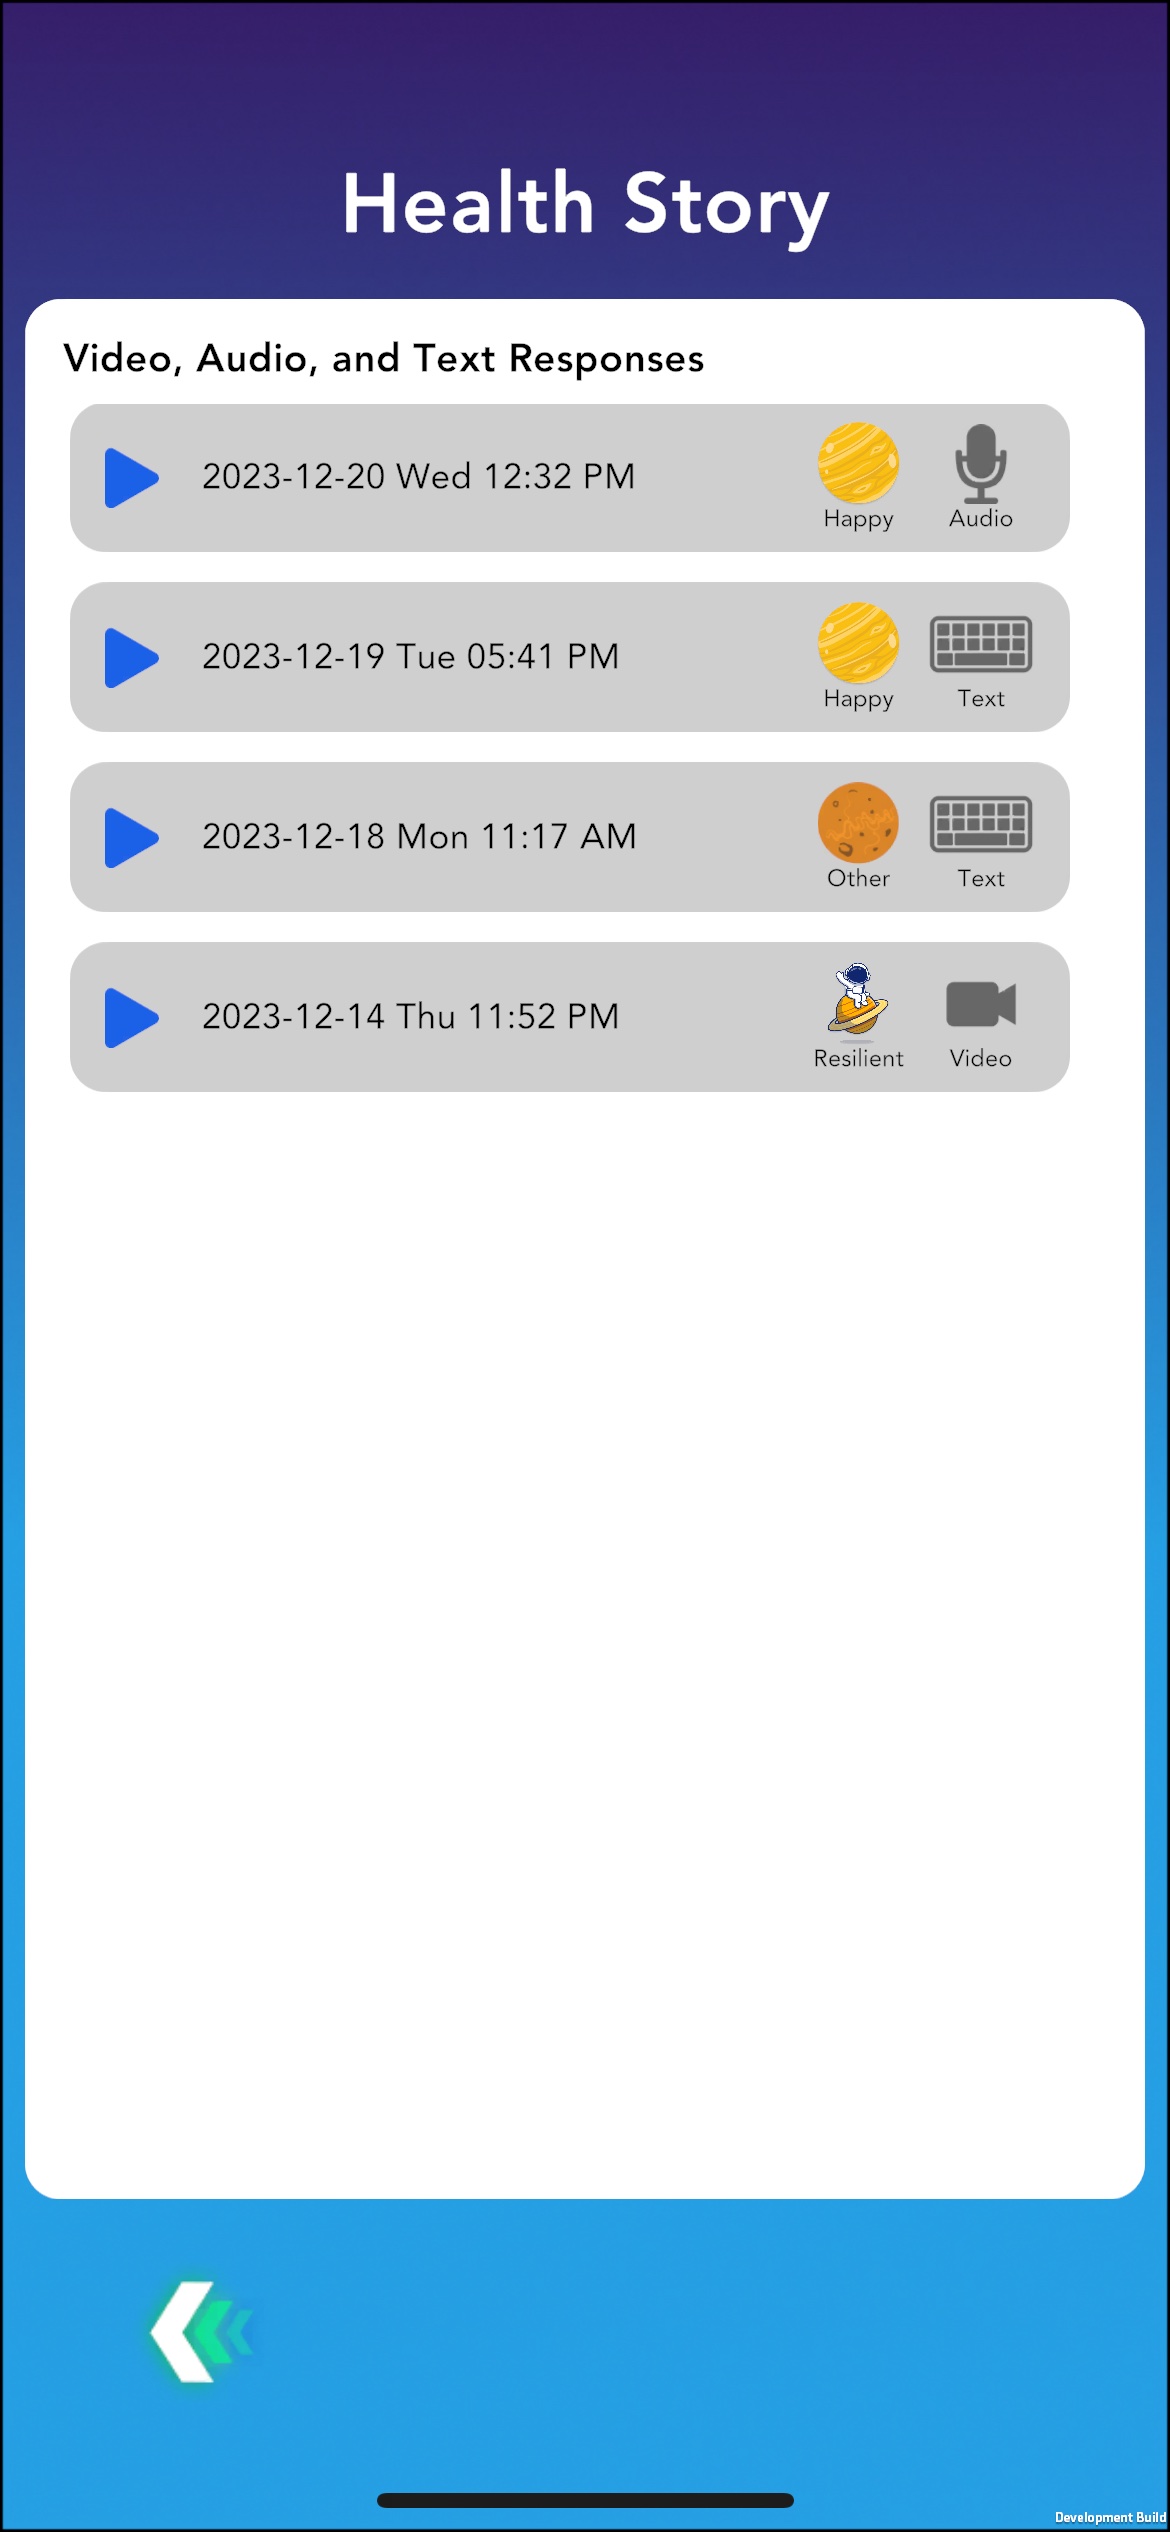 Health Story
Video, Audio, and Text Responses
2023-12-20 Wed 12:32 PM
Happy
Audio
2023-12-19 Tue 05:41 PM
Happy
Text
2023-12-18 Mon 11:17 AM
Other
Text
2023-12-14 Thu 11:52 PM
Resilient
Video
Development Build